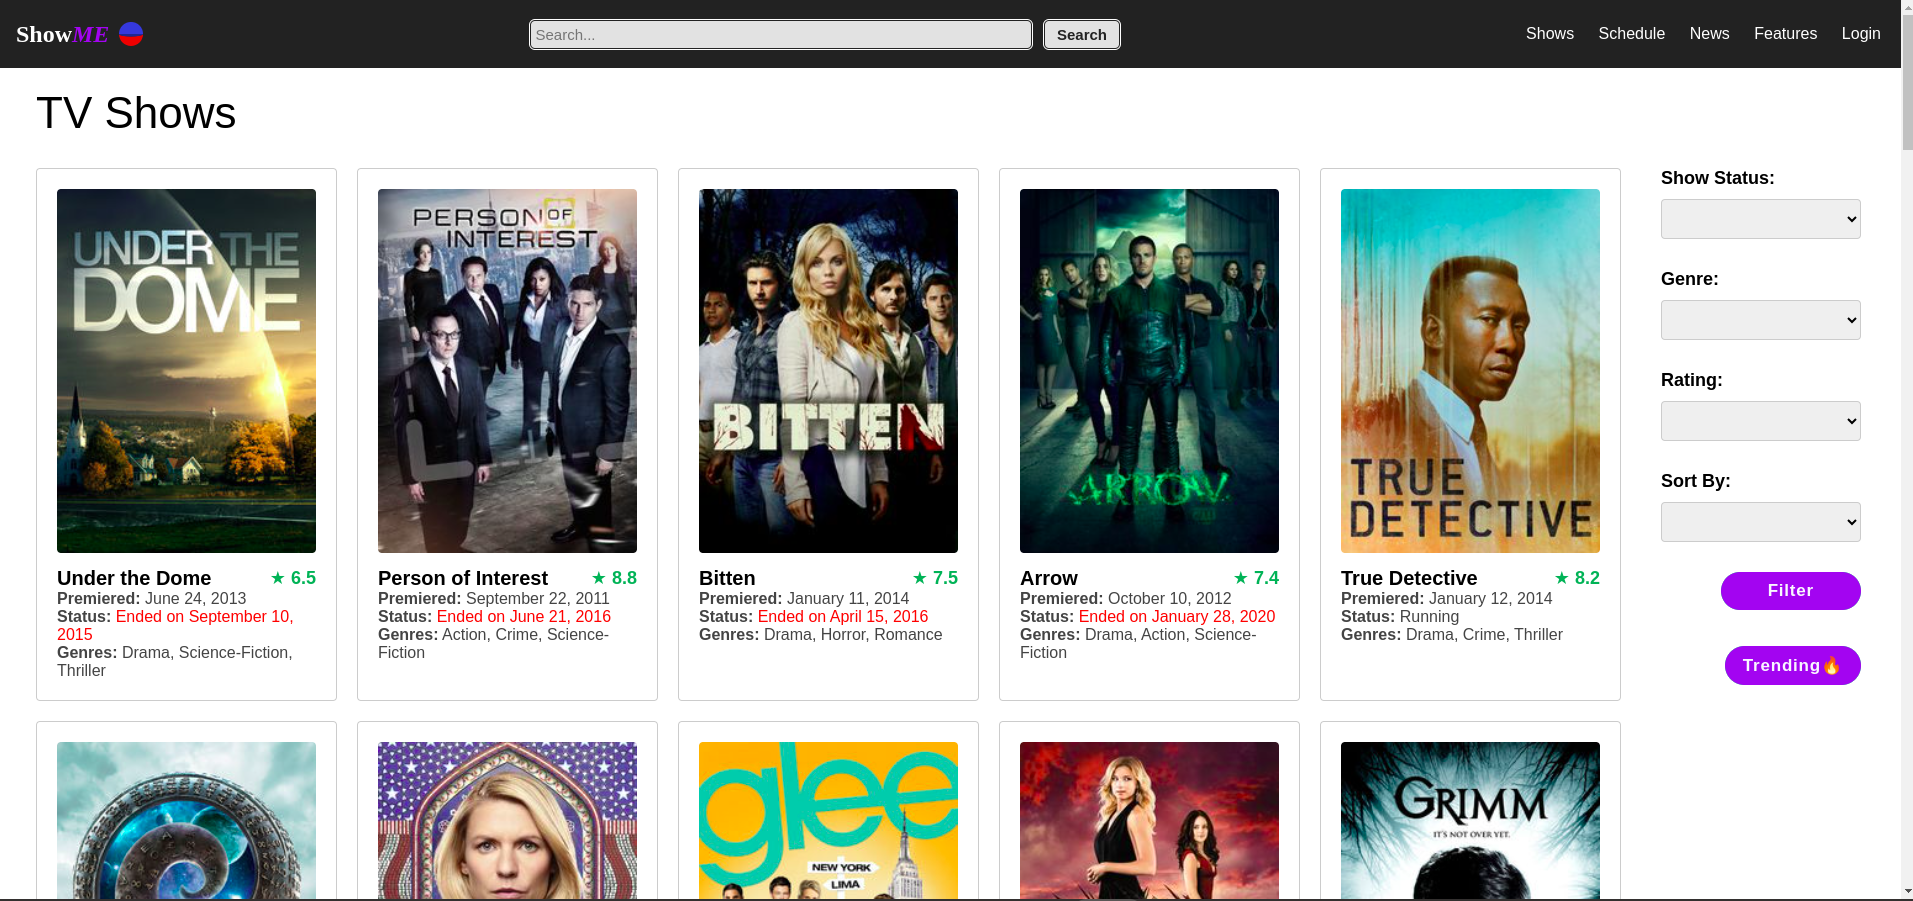 ShowME
Search...
Search
Shows
Schedule
News
Features
Login
TV Shows
UNDER THE
DOME
Under the Dome
★ 6.5
Premiered: June 24, 2013
Status: Ended on September 10,
2015
Genres: Drama, Science-Fiction,
Thriller
PERSON OF
INTEREST
Person of Interest
★ 8.8
Premiered: September 22, 2011
Status: Ended on June 21, 2016
Genres: Action, Crime, Science-
Fiction
BITTEN
Bitten
★ 7.5
Premiered: January 11, 2014
Status: Ended on April 15, 2016
Genres: Drama, Horror, Romance
ARROW
Arrow
★ 7.4
Premiered: October 10, 2012
Status: Ended on January 28, 2020
Genres: Drama, Action, Science-
Fiction
TRUE
DETECTIVE
True Detective
★ 8.2
Premiered: January 12, 2014
Status: Running
Genres: Drama, Crime, Thriller
Show Status:
Genre:
Rating:
Sort By:
Filter
Trending🔥
glee
NEW YORK
LIMA
GRIMM
IT'S NOT OVER YET.